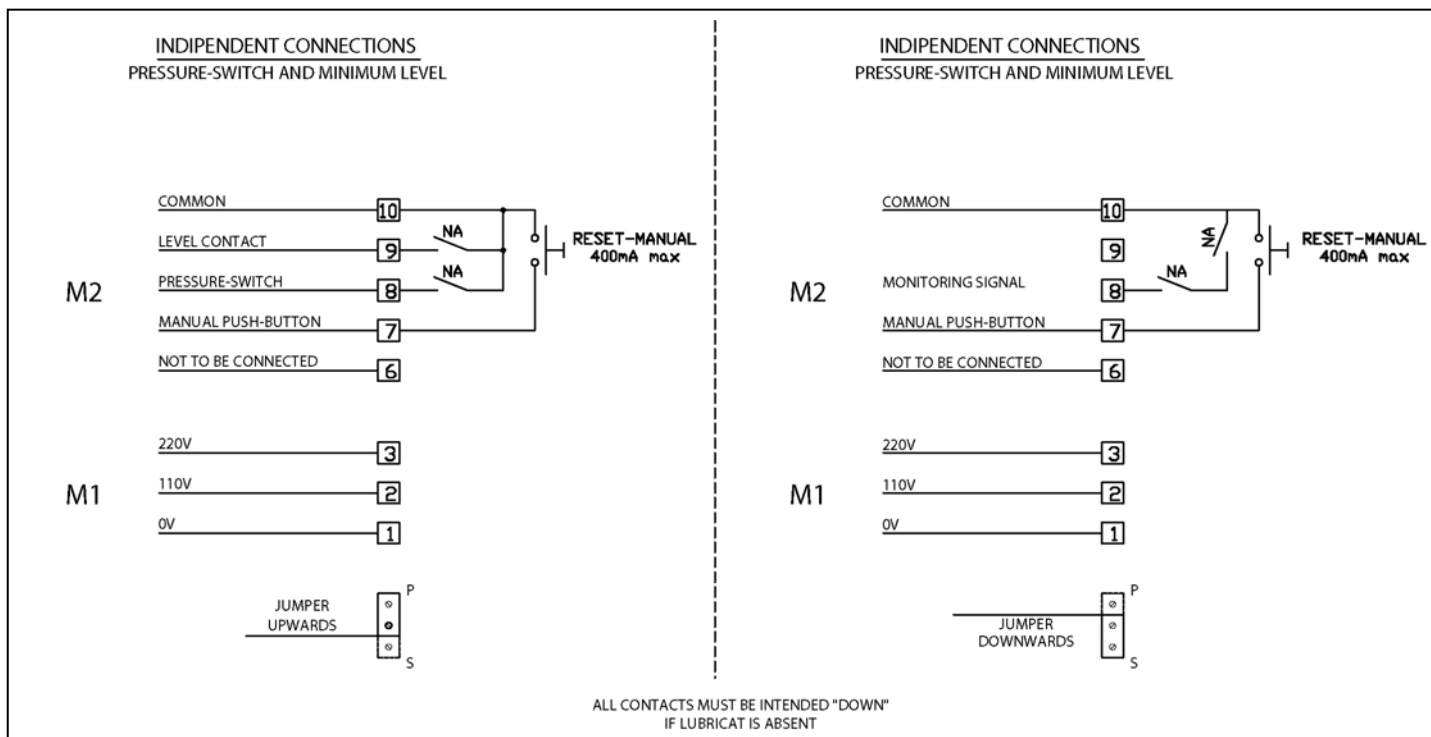 INDIPENDENT CONNECTIONS
PRESSURE-SWITCH AND MINIMUM LEVEL
COMMON
10
LEVEL CONTACT
9
NA
PRESSURE-SWITCH
8
NA
MANUAL PUSH-BUTTON
7
NOT TO BE CONNECTED
6
RESET-MANUAL
400mA max
M2
220V
3
110V
2
0V
1
M1
JUMPER
UPWARDS
P
S
INDIPENDENT CONNECTIONS
PRESSURE-SWITCH AND MINIMUM LEVEL
COMMON
10
9
NA
MONITORING SIGNAL
8
NA
MANUAL PUSH-BUTTON
7
NOT TO BE CONNECTED
6
RESET-MANUAL
400mA max
M2
220V
3
110V
2
0V
1
M1
JUMPER
DOWNWARDS
P
S
ALL CONTACTS MUST BE INTENDED "DOWN"
IF LUBRICAT IS ABSENT